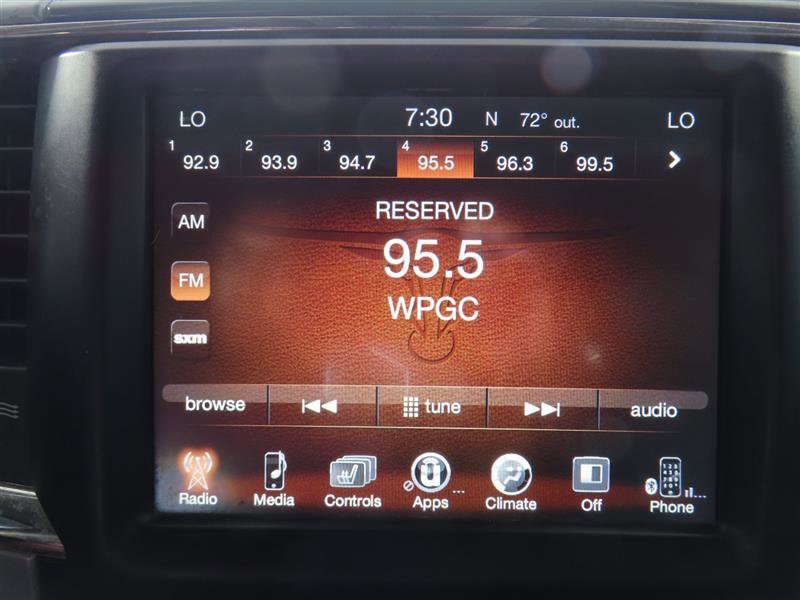 LO 7:30 N 72° out. LO
1 92.9 2 93.9 3 94.7 4 95.5 5 96.3 6 99.5
AM
RESERVED
95.5
FM
WPGC
sxm
browse tune audio
Radio Media Controls Apps ... Climate Off Phone ...